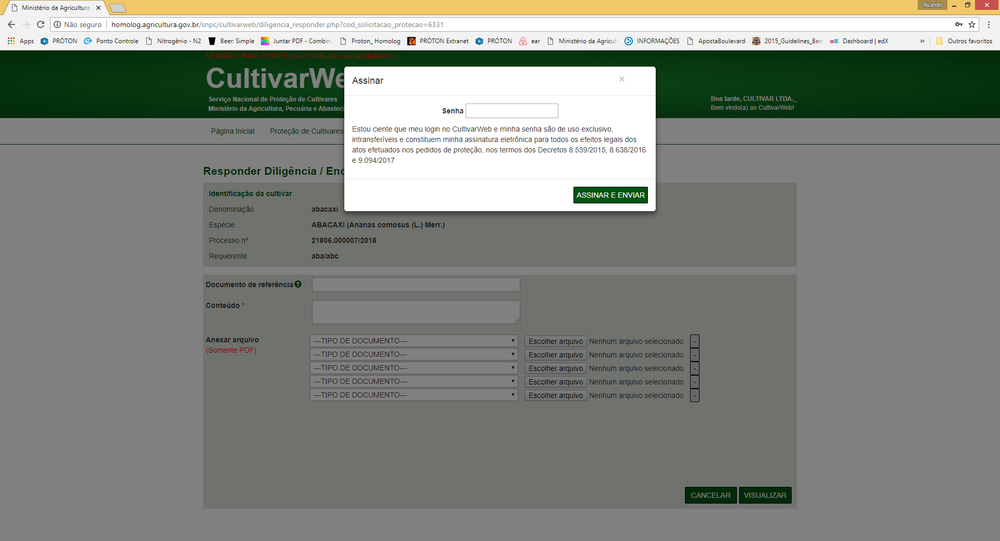 Ministério da Agricultura,
Ricardo
Não seguro
homolog.agricultura.gov.br/snpc/cultivarweb/diligencia_responder.php?cod_solicitacao_protecao=6331
Apps PRÓTON Ponto Controle Nitrogênio - N2 Beer: Simple Juntar PDF - Combina Proton_ Homolog PRÓTON Extranet PRÓTON ear Ministério da Agricult INFORMAÇÕES ApostaBoulevard 2015_Guidelines_Bee edX Dashboard | edX » Outros favoritos
VERSÃO PARA TESTES(uso restrito dos administradores)
CultivarWe
Serviço Nacional de Proteção de Cultivares
Ministério da Agricultura, Pecuária e Abasteci
Boa tarde, CULTIVAR LTDA._
Bem vindo(a) ao CultivarWeb!
Página Inicial Proteção de Cultivares
Assinar ×
Senha
Estou ciente que meu login no CultivarWeb e minha senha são de uso exclusivo,
intransferíveis e constituem minha assinatura eletrônica para todos os efeitos legais dos
atos efetuados nos pedidos de proteção, nos termos dos Decretos 8.539/2015, 8.638/2016
e 9.094/2017
ASSINAR E ENVIAR
Responder Diligência / Enc
Identificação da cultivar
Denominação abacaxi
Espécie ABACAXI (Ananas comosus (L.) Merr.)
Processo nº 21806.000007/2018
Requerente aba/abc
Documento de referência ?
Conteúdo *
Anexar arquivo
(Somente PDF)
---TIPO DE DOCUMENTO--- Escolher arquivo Nenhum arquivo selecionado -
---TIPO DE DOCUMENTO--- Escolher arquivo Nenhum arquivo selecionado -
---TIPO DE DOCUMENTO--- Escolher arquivo Nenhum arquivo selecionado -
---TIPO DE DOCUMENTO--- Escolher arquivo Nenhum arquivo selecionado -
---TIPO DE DOCUMENTO--- Escolher arquivo Nenhum arquivo selecionado -
CANCELAR VISUALIZAR